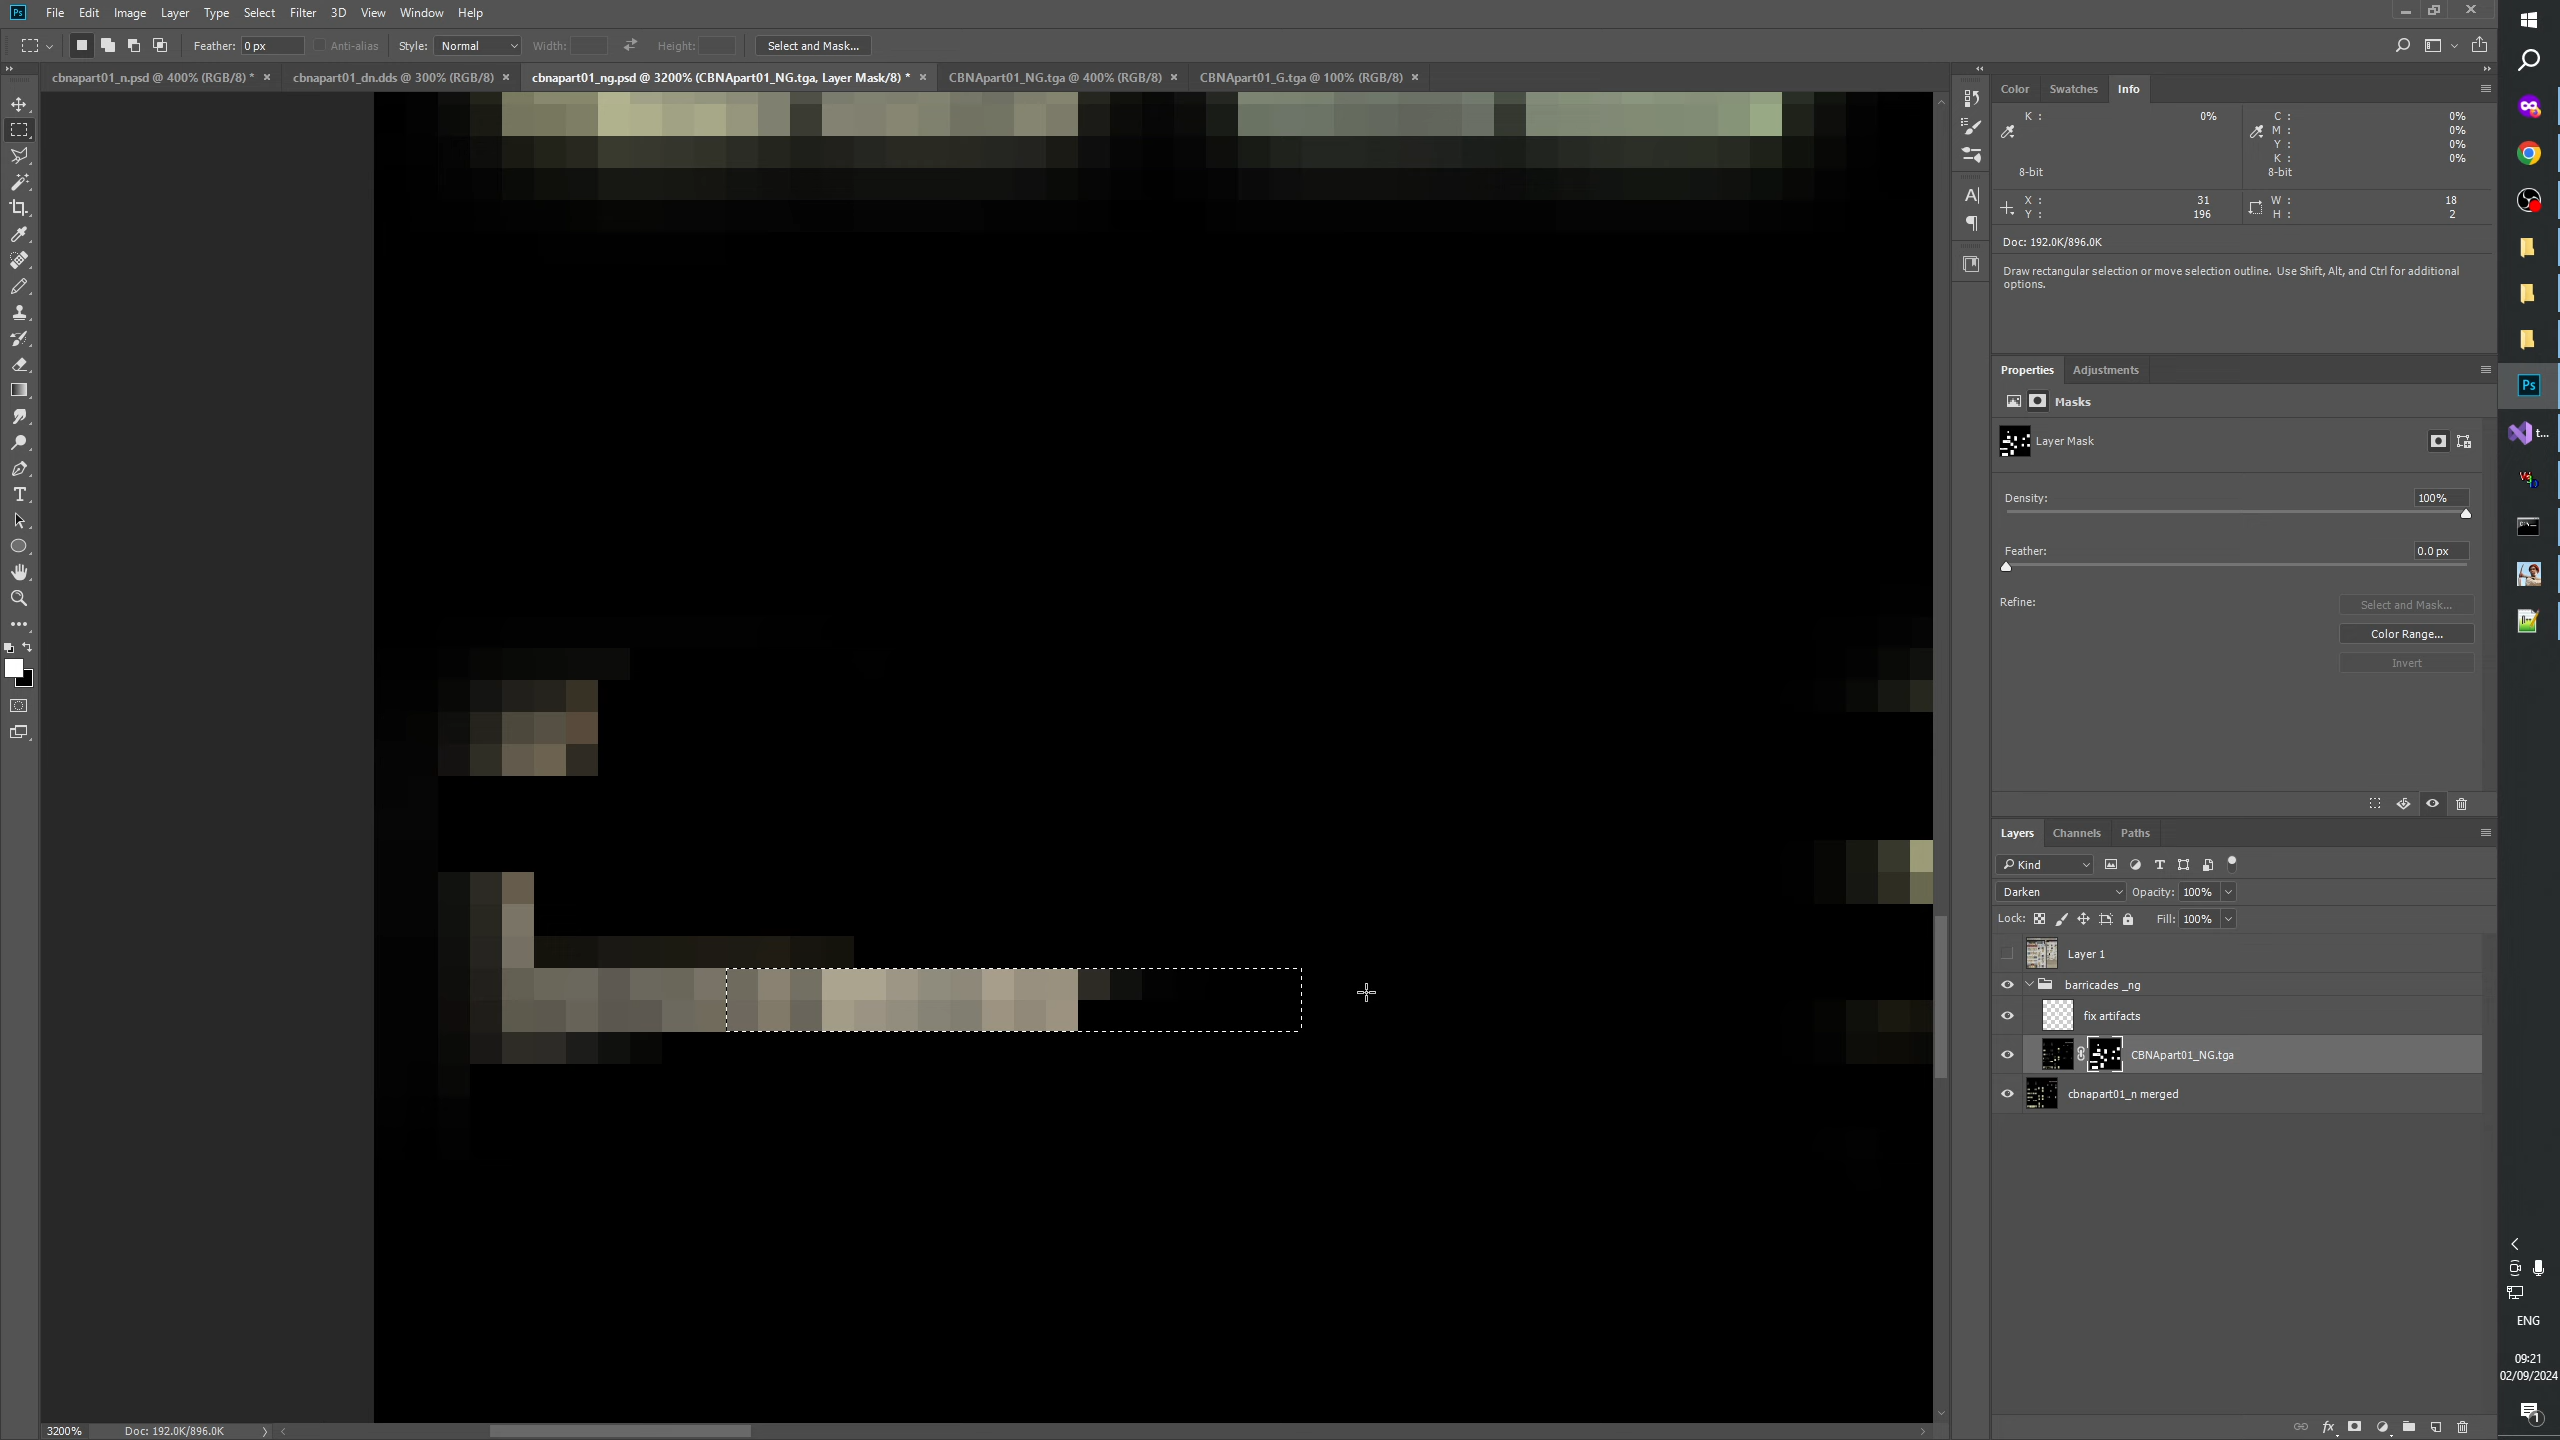 Ps File Edit Image Layer Type Select Filter 3D View Window Help
Feather: 0 px Anti-alias Style: Normal Width: Height: Select and Mask...
cbnapart01_n.psd @ 400% (RGB/8) * cbnapart01_dn.dds @ 300% (RGB/8) cbnapart01_ng.psd @ 3200% (CBNApart01_NG.tga, Layer Mask/8) * CBNApart01_NG.tga @ 400% (RGB/8) CBNApart01_G.tga @ 100% (RGB/8)
Color Swatches Info
K : 0% C : 0%
M : 0%
Y : 0%
K : 0%
8-bit 8-bit
X : 31 W : 18
Y : 196 H : 2
Doc: 192.0K/896.0K
Draw rectangular selection or move selection outline. Use Shift, Alt, and Ctrl for additional
options.
Properties Adjustments
Masks
Layer Mask
Density: 100%
Feather: 0.0 px
Refine: Select and Mask...
Color Range...
Invert
Layers Channels Paths
Kind
Darken Opacity: 100%
Lock: Fill: 100%
Layer 1
barricades _ng
fix artifacts
CBNApart01_NG.tga
cbnapart01_n merged
3200% Doc: 192.0K/896.0K
Ps
t...
ENG
09:21
02/09/2024
1